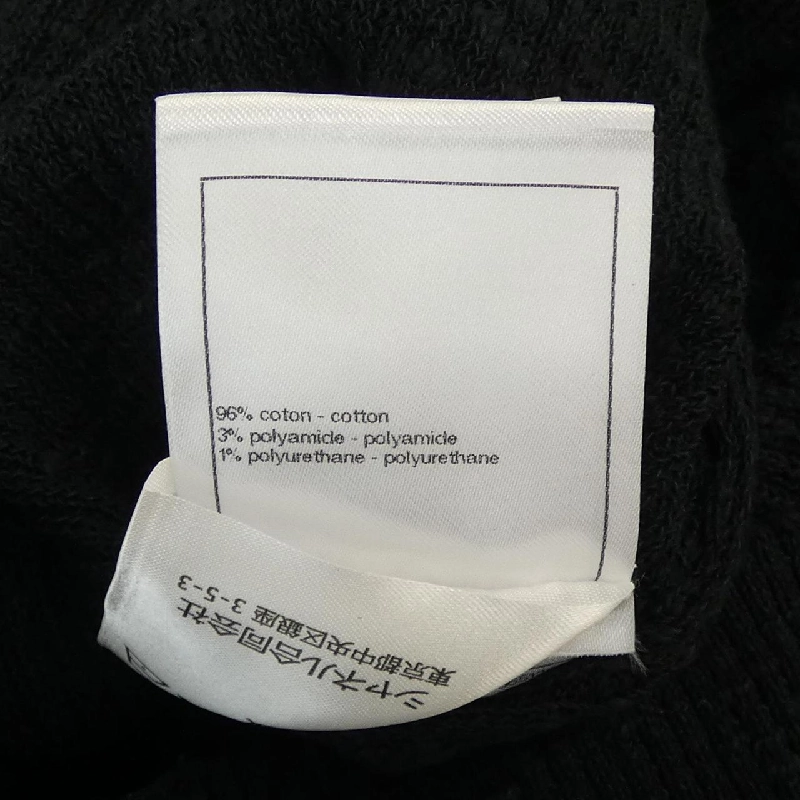 96% coton - cotton
3% polyamide - polyamide
1% polyurethane - polyurethane
シャネル合同会社
東京都中央区銀座 3-5-3